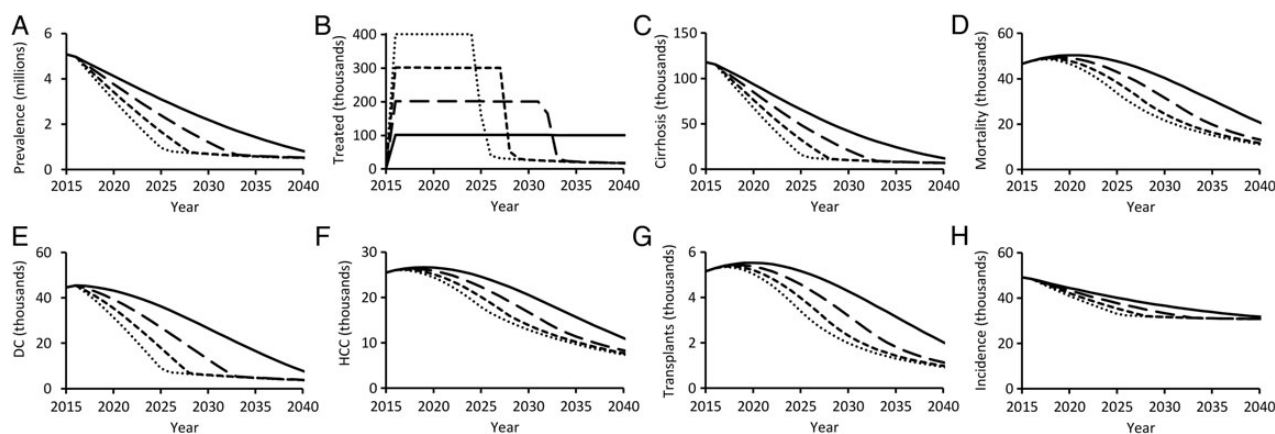 A
Prevalence (millions)
6
4
2
0
2015 2020 2025 2030 2035 2040
Year
B
Treated (thousands)
400
300
200
100
0
2015 2020 2025 2030 2035 2040
Year
C
Cirrhosis (thousands)
150
100
50
0
2015 2020 2025 2030 2035 2040
Year
D
Mortality (thousands)
60
40
20
0
2015 2020 2025 2030 2035 2040
Year
E
DC (thousands)
60
40
20
0
2015 2020 2025 2030 2035 2040
Year
F
HCC (thousands)
30
20
10
0
2015 2020 2025 2030 2035 2040
Year
G
Transplants (thousands)
6
4
2
0
2015 2020 2025 2030 2035 2040
Year
H
Incidence (thousands)
60
40
20
0
2015 2020 2025 2030 2035 2040
Year